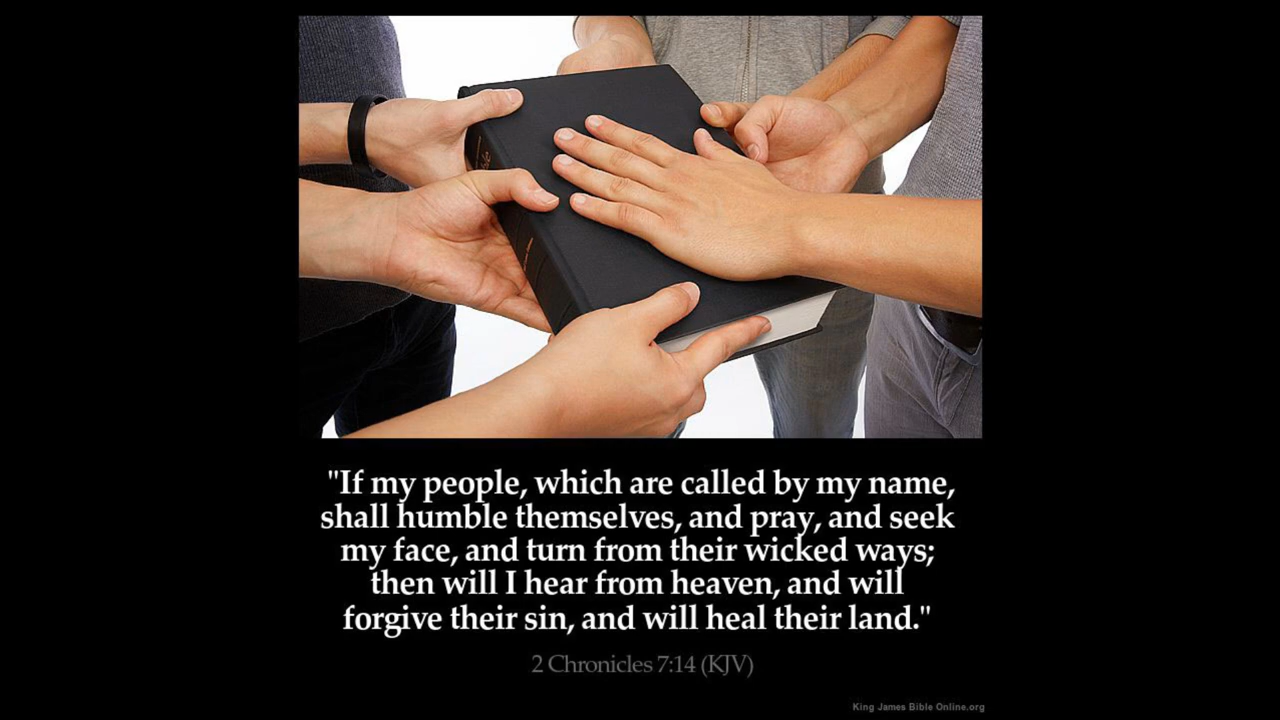 "If my people, which are called by my name,
shall humble themselves, and pray, and seek
my face, and turn from their wicked ways;
then will I hear from heaven, and will
forgive their sin, and will heal their land."
2 Chronicles 7:14 (KJV)
King James Bible Online.org